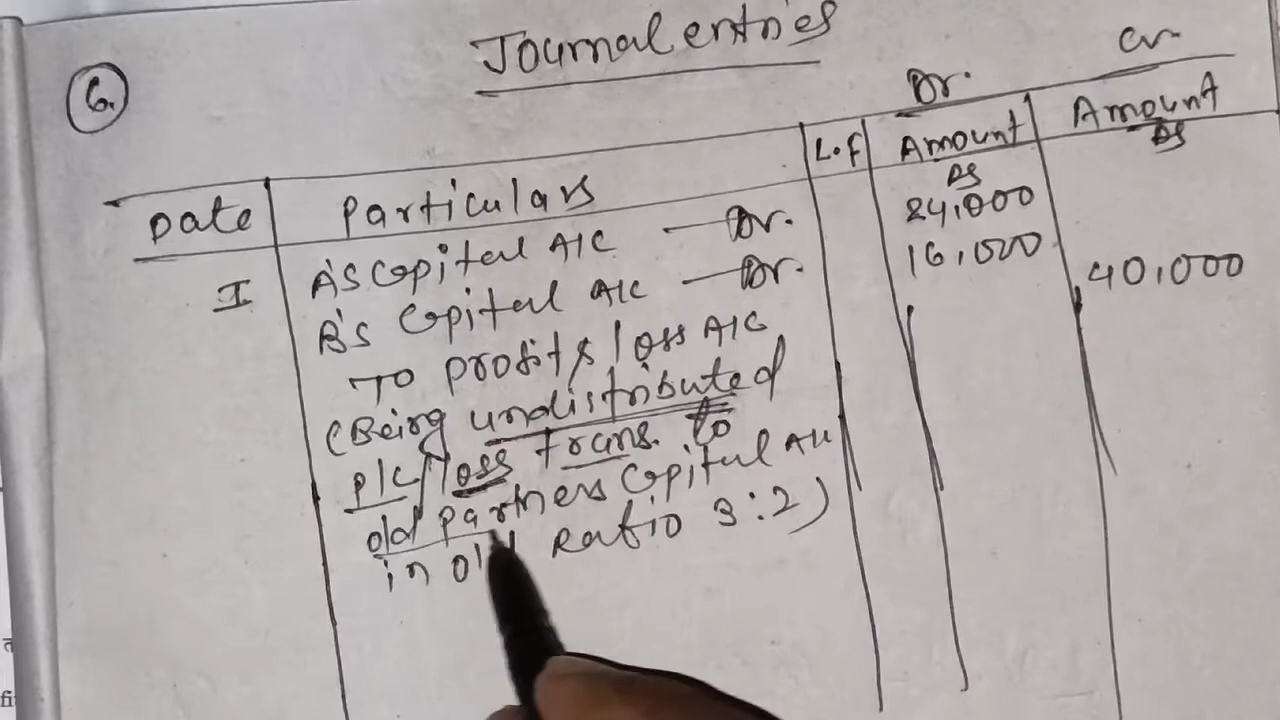 Journal entries
6.
Dr. Cr
Date Particulars L.F Amount Rs Amount Rs
I A's Capital A/C — Dr. 24,000
B's Capital A/C — Dr. 16,000
To profit & loss A/C 40,000
(Being undistributed
P/L loss trans. to
old partners Capital A/c
in old Ratio 3:2)